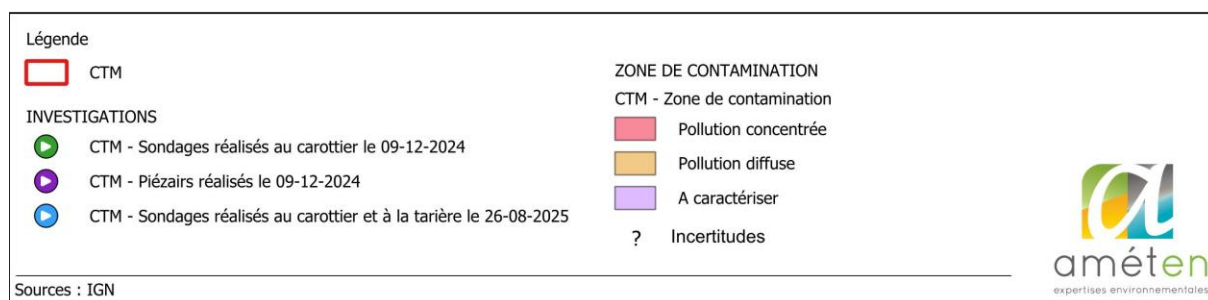 Légende
CTM
INVESTIGATIONS
CTM - Sondages réalisés au carottier le 09-12-2024
CTM - Piézairs réalisés le 09-12-2024
CTM - Sondages réalisés au carottier et à la tarière le 26-08-2025
ZONE DE CONTAMINATION
CTM - Zone de contamination
Pollution concentrée
Pollution diffuse
A caractériser
? Incertitudes
améten
expertises environnementales
Sources : IGN